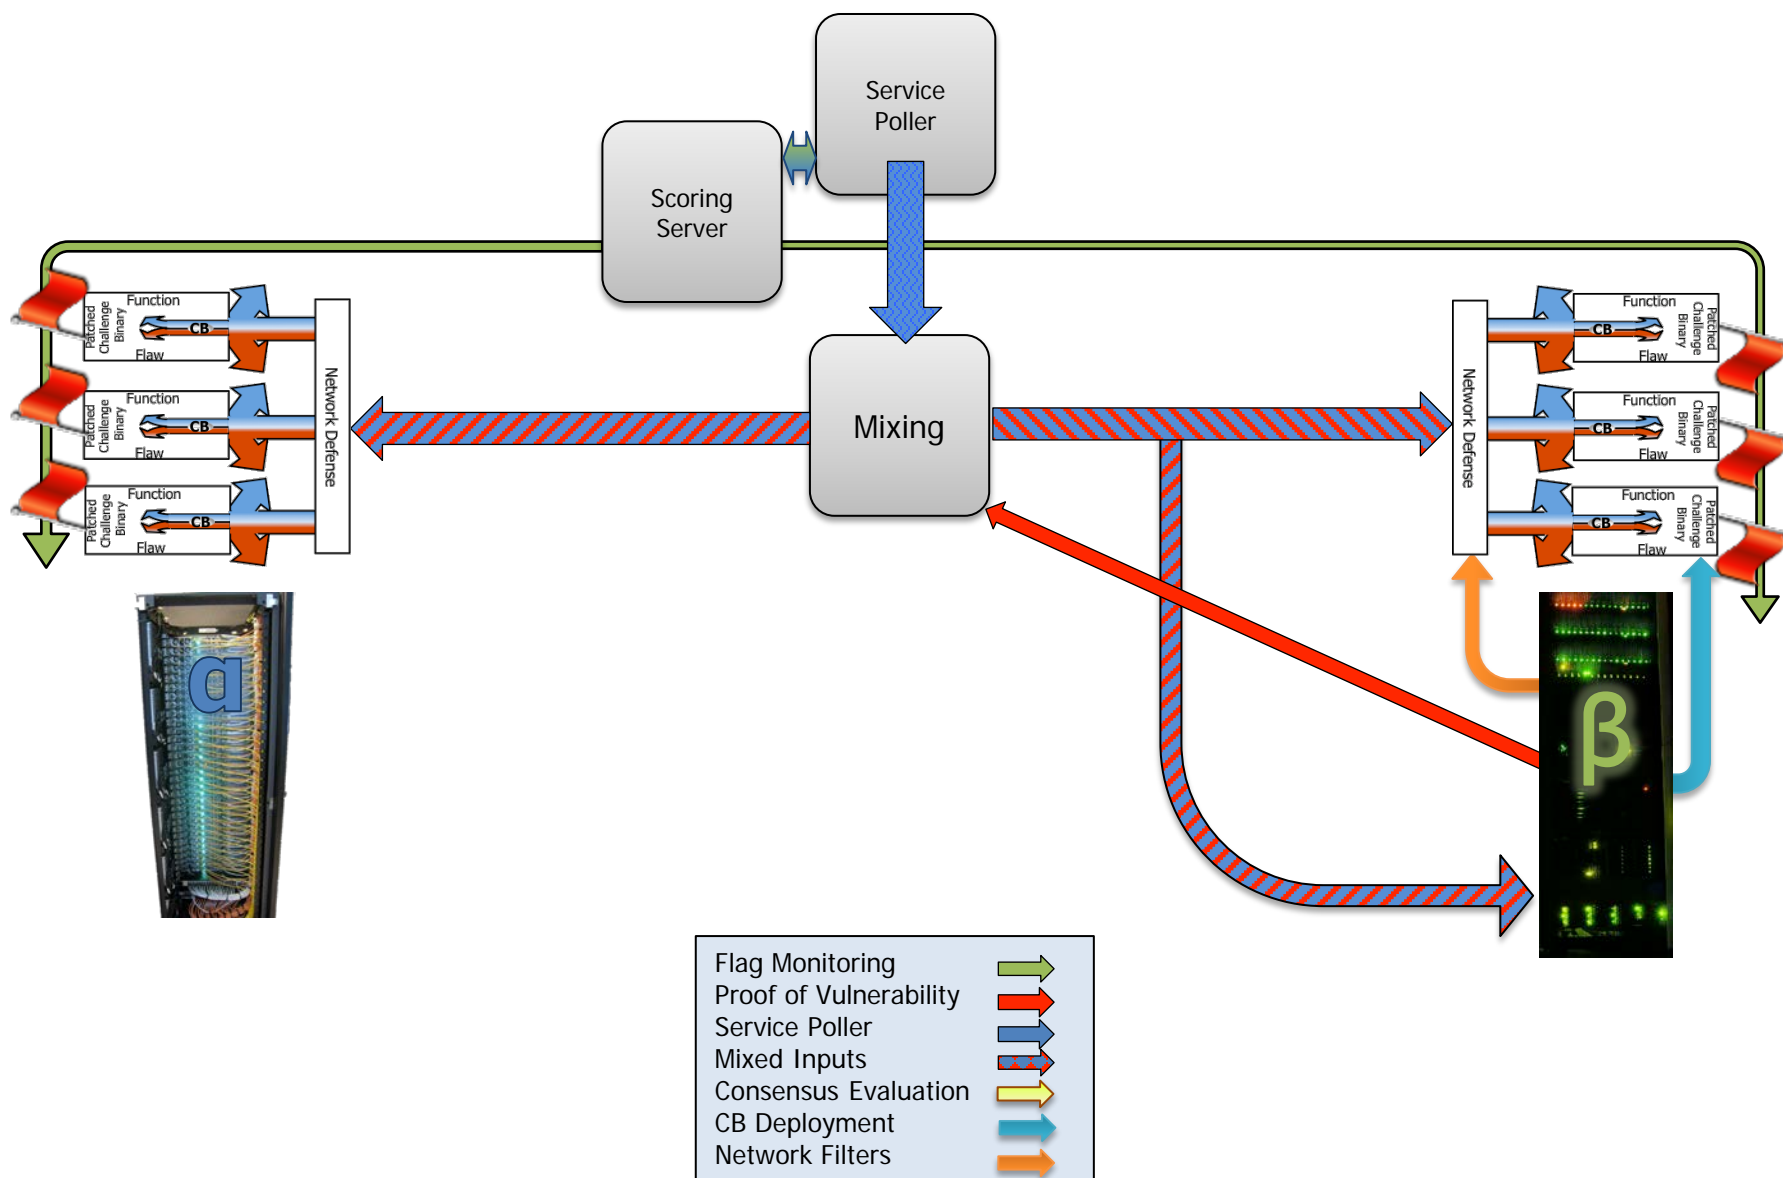 Service
Poller
Scoring
Server
Patched
Challenge
Binary
Function
CB
Flaw
Patched
Challenge
Binary
Function
CB
Flaw
Patched
Challenge
Binary
Function
CB
Flaw
Network Defense
Mixing
Network Defense
Function
CB
Flaw
Patched
Challenge
Binary
Function
CB
Flaw
Patched
Challenge
Binary
Function
CB
Flaw
Patched
Challenge
Binary
α
β
Flag Monitoring
Proof of Vulnerability
Service Poller
Mixed Inputs
Consensus Evaluation
CB Deployment
Network Filters